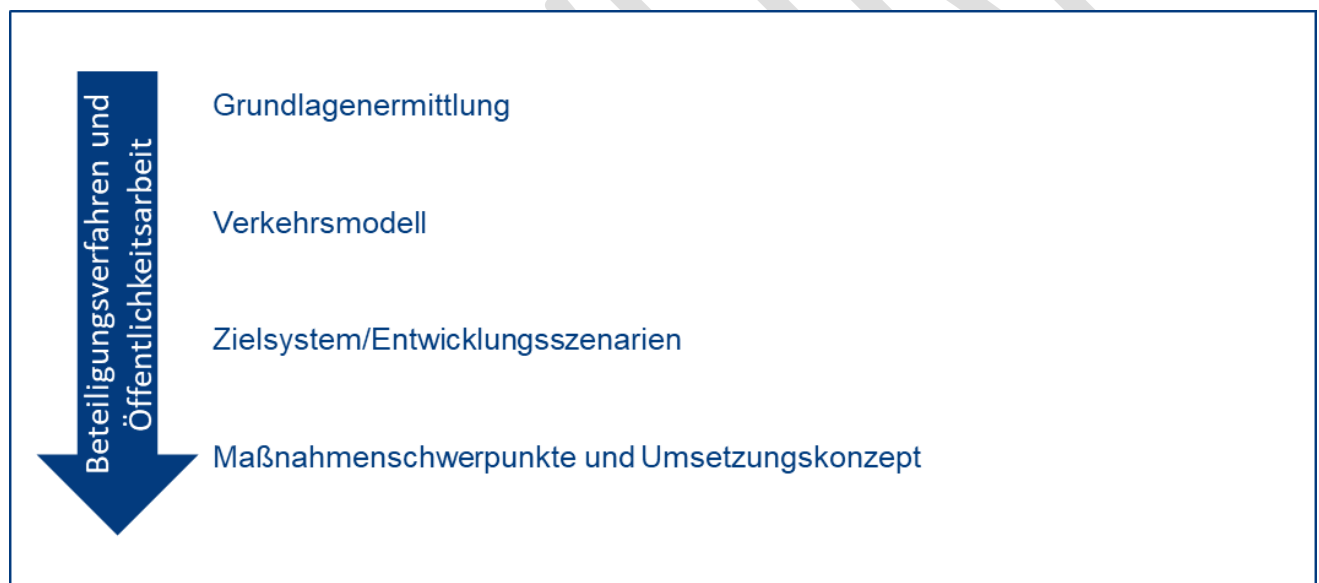 Beteiligungsverfahren und
Öffentlichkeitsarbeit
Grundlagenermittlung
Verkehrsmodell
Zielsystem/Entwicklungsszenarien
Maßnahmenschwerpunkte und Umsetzungskonzept